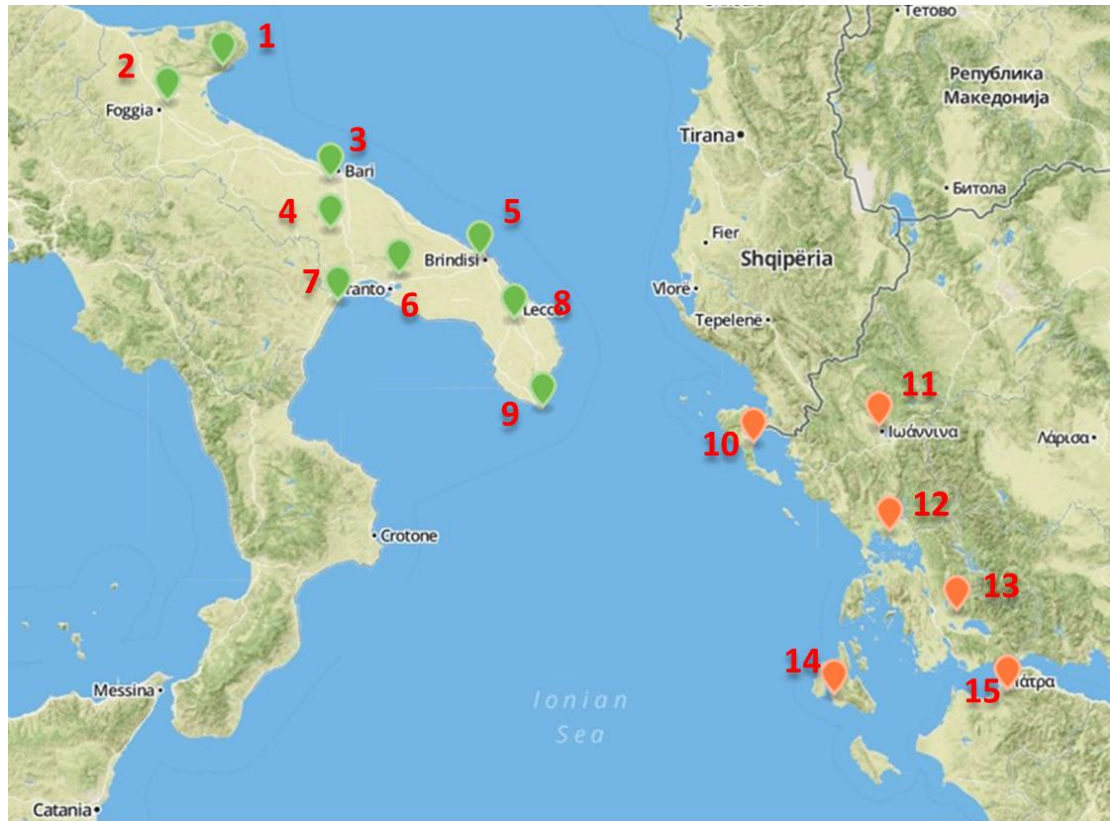 Тетово
1
2
Република
Македонија
Foggia
Tirana
3
Bari
Битола
4
5
Fier
Brindisi
Shqipëria
7
ranto
6
Vlorë
8
Lecce
Tepelenë
11
9
10
Ιωάννινα
Λάρισα
12
Crotone
13
14
Messina
15
άτρα
Ionian
Sea
Catania